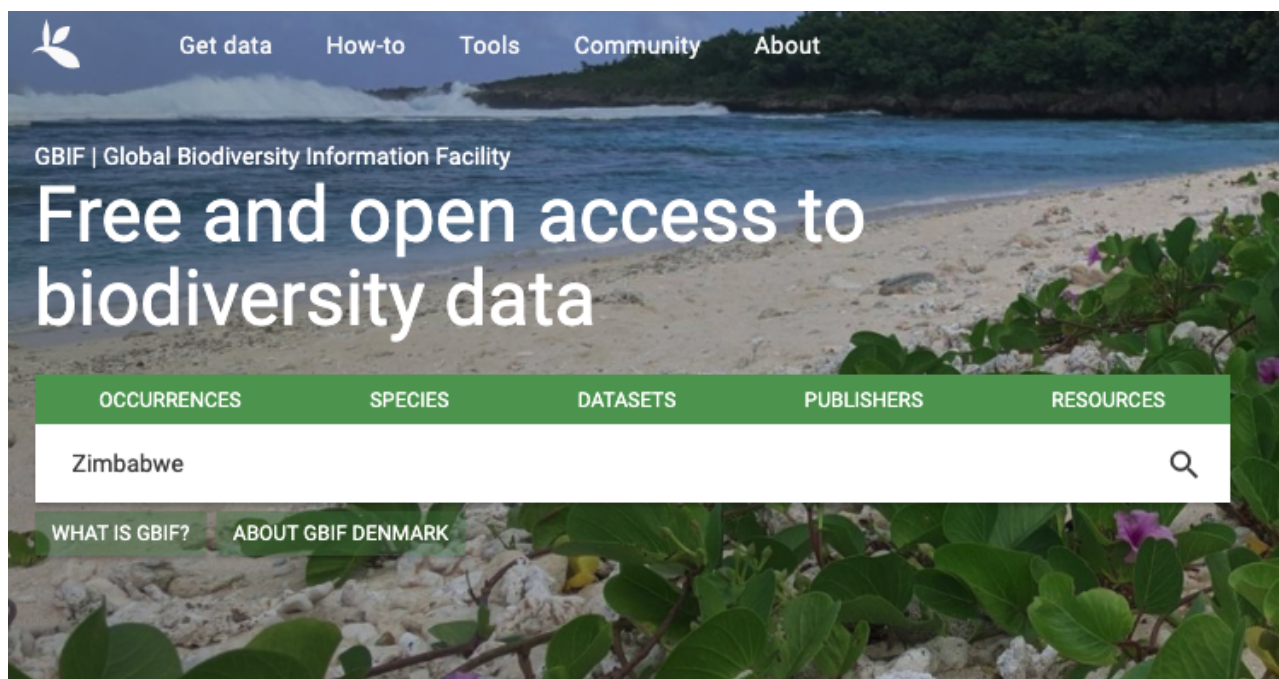 Get data How-to Tools Community About
GBIF | Global Biodiversity Information Facility
Free and open access to
biodiversity data
OCCURRENCES SPECIES DATASETS PUBLISHERS RESOURCES
Zimbabwe
WHAT IS GBIF? ABOUT GBIF DENMARK